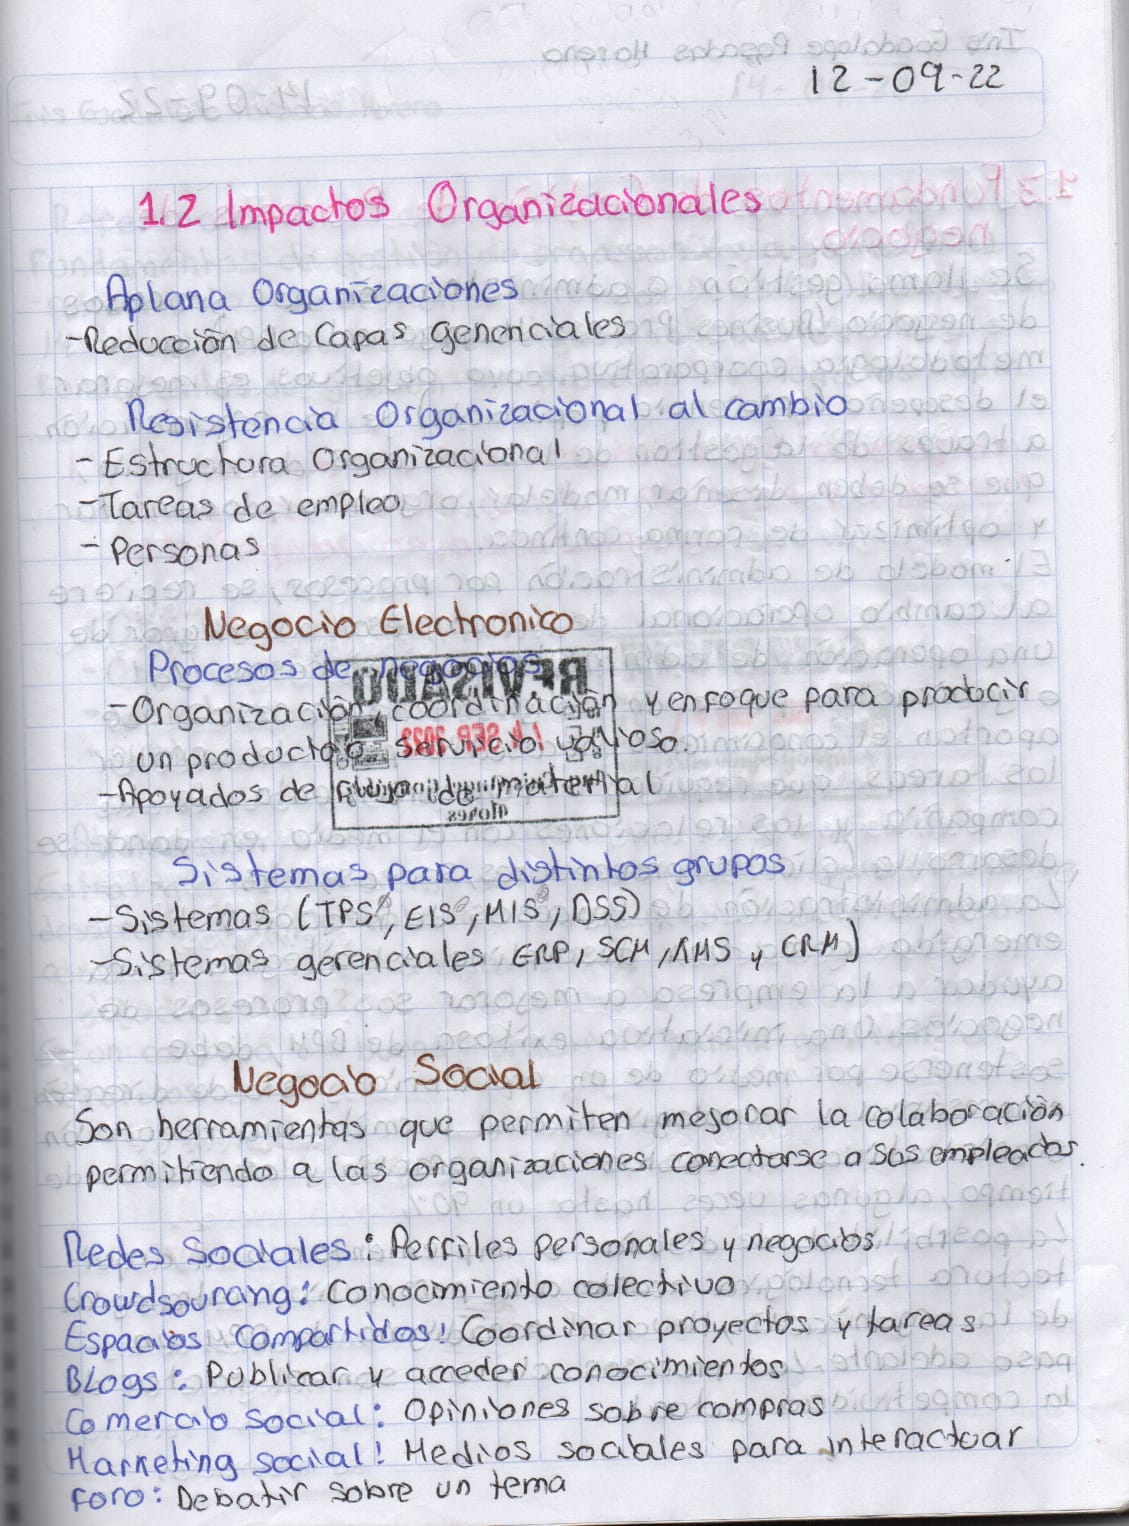 12-09-22
1.2 Impactos Organizacionales
Aplana Organizaciones
-Reducción de Capas genenciales
Resistencia Organizacional al cambio
- Estructura Organizacional
-Tareas de empleo
- Personas
Negocio Electronico
Procesos de negocios
-Organización, coordinación y enfoque para producir
un producto o servicio valioso.
-Apoyados de flujo de material
Sistemas para distintos grupos
-Sistemas (TPS, EIS, MIS, DSS)
-Sistemas gerenciales ERP, SCM, KMS y CRM)
Negocio Social
Son herramientas que permiten mejorar la colaboración
permitiendo a las organizaciones conectarse a sus empleados.
Redes Sociales: Perfiles personales y negocios
Crowdsourcing: Conocimiento colectivo
Espacios Compartidos: Coordinar proyectos y tareas
Blogs: Publicar y acceder conocimientos
Comercio social: Opiniones sobre compras
Marketing social: Medios sociales para interactuar
Foro: Debatir sobre un tema